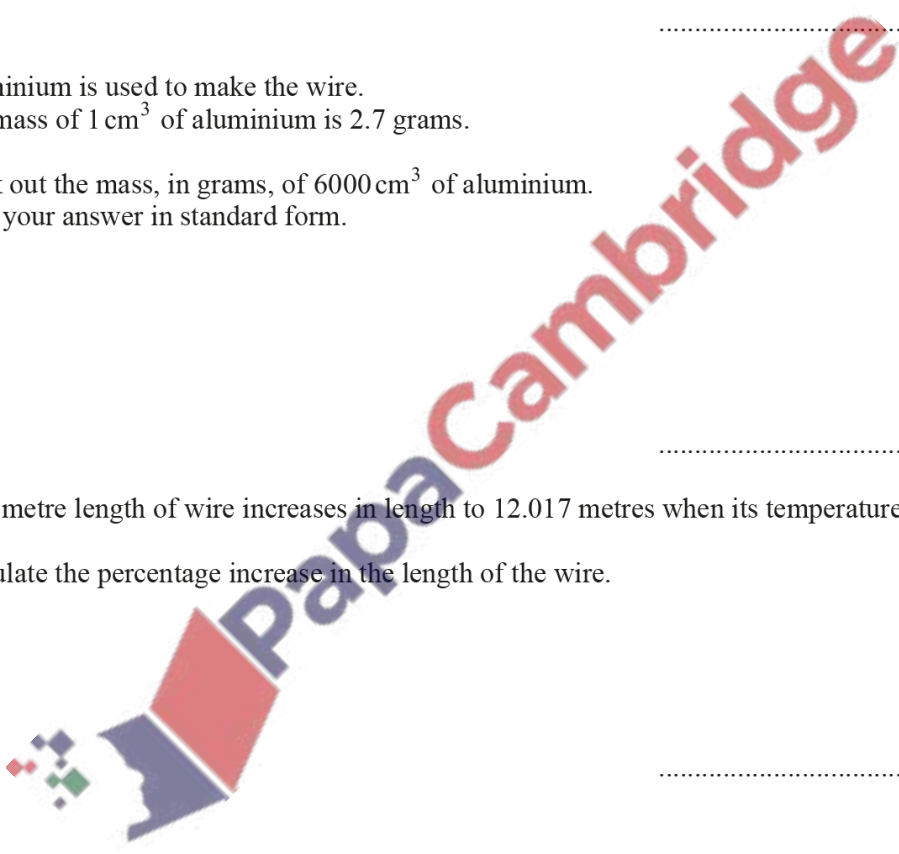 ..................................
inium is used to make the wire.
mass of 1 cm³ of aluminium is 2.7 grams.
out the mass, in grams, of 6000 cm³ of aluminium.
your answer in standard form.
..................................
metre length of wire increases in length to 12.017 metres when its temperature
ulate the percentage increase in the length of the wire.
..................................
PapaCambridge